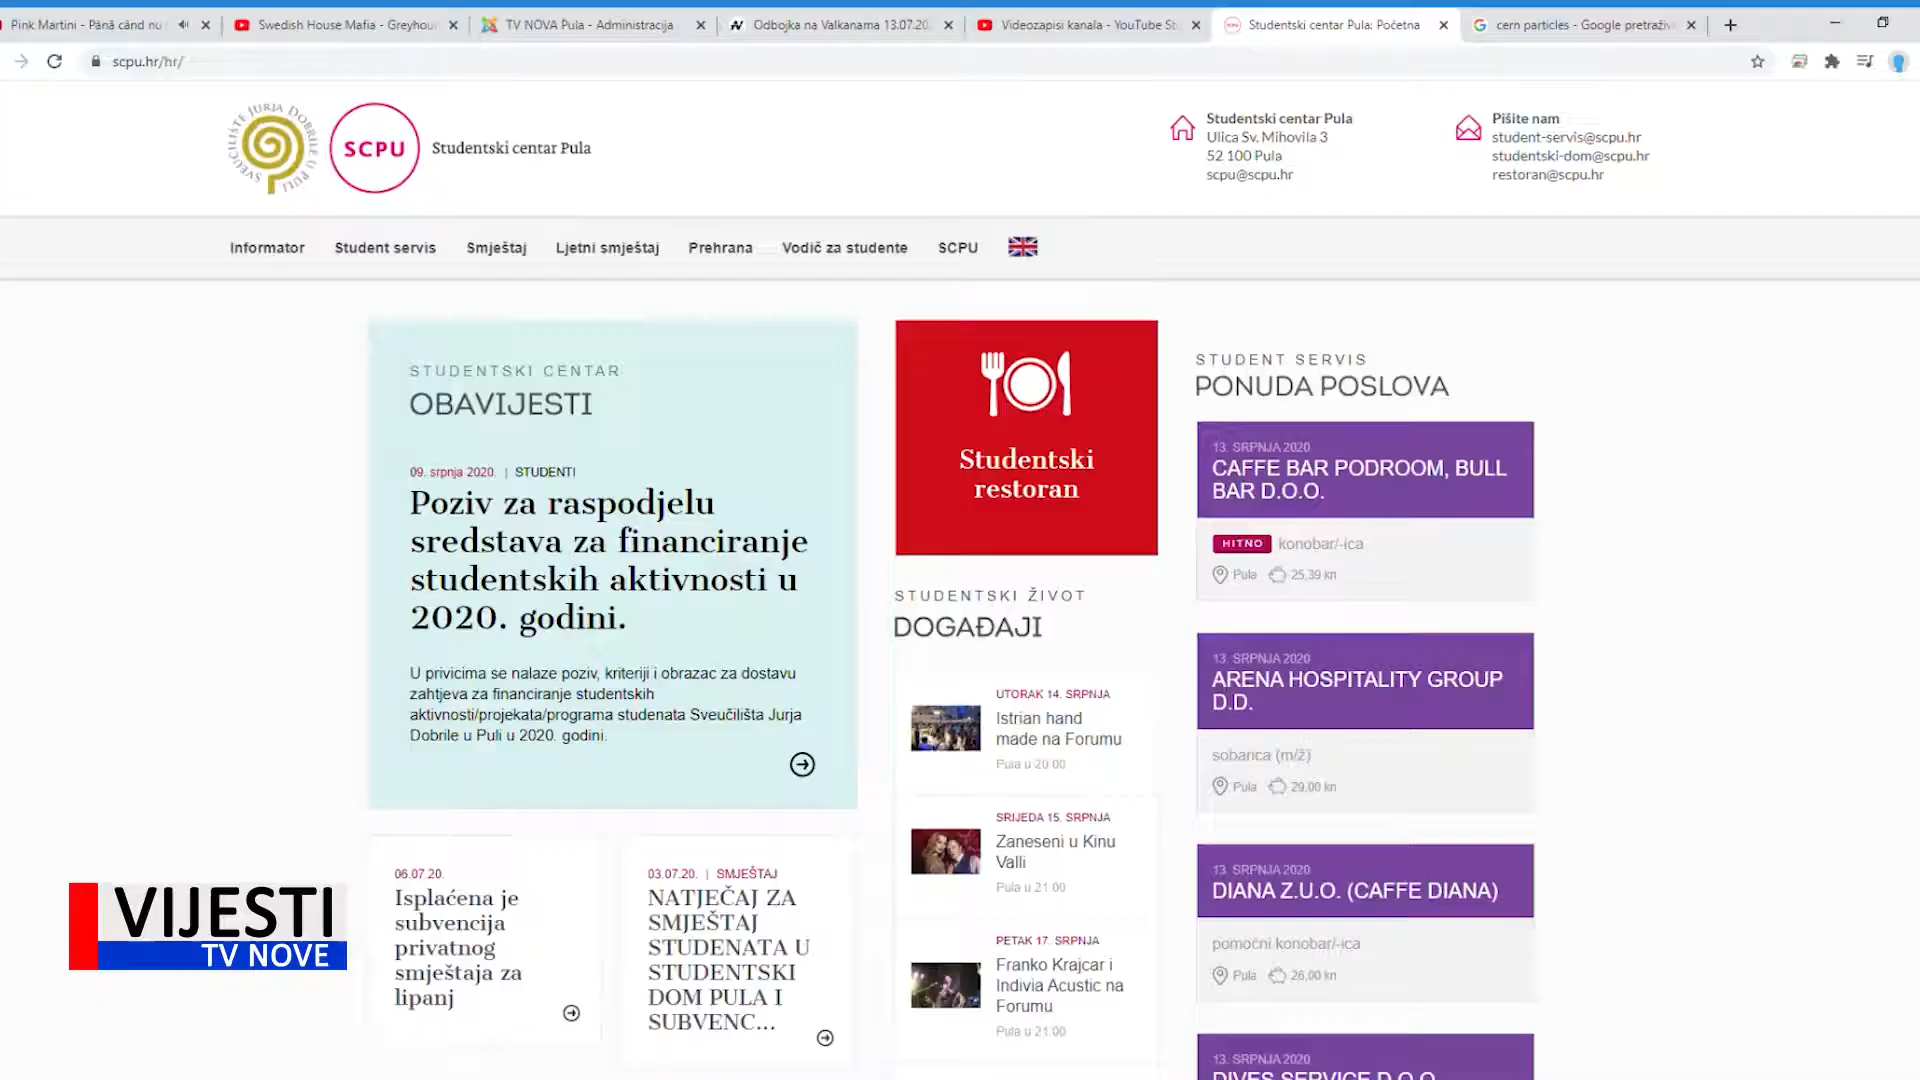 Pink Martini - Până când nu
Swedish House Mafia - Greyhou
TV NOVA Pula - Administracija
Odbojka na Valkanama 13.07.20
Videozapisi kanala - YouTube St
Studentski centar Pula: Početna
cern particles - Google pretraživ
scpu.hr/hr/
SVEUČILIŠTE JURJA DOBRILE U PULI
SCPU
Studentski centar Pula
Studentski centar Pula
Ulica Sv. Mihovila 3
52 100 Pula
scpu@scpu.hr
Pišite nam
student-servis@scpu.hr
studentski-dom@scpu.hr
restoran@scpu.hr
Informator
Student servis
Smještaj
Ljetni smještaj
Prehrana
Vodič za studente
SCPU
STUDENTSKI CENTAR
OBAVIJESTI
09. srpnja 2020. | STUDENTI
Poziv za raspodjelu
sredstava za financiranje
studentskih aktivnosti u
2020. godini.
U privicima se nalaze poziv, kriteriji i obrazac za dostavu
zahtjeva za financiranje studentskih
aktivnosti/projekata/programa studenata Sveučilišta Jurja
Dobrile u Puli u 2020. godini.
06.07.20.
Isplaćena je
subvencija
privatnog
smještaja za
lipanj
03.07.20. | SMJEŠTAJ
NATJEČAJ ZA
SMJEŠTAJ
STUDENATA U
STUDENTSKI
DOM PULA I
SUBVENC...
Studentski
restoran
STUDENTSKI ŽIVOT
DOGAĐAJI
UTORAK 14. SRPNJA
Istrian hand
made na Forumu
Pula u 20:00
SRIJEDA 15. SRPNJA
Zaneseni u Kinu
Valli
Pula u 21:00
PETAK 17. SRPNJA
Franko Krajcar i
Indivia Acustic na
Forumu
Pula u 21:00
STUDENT SERVIS
PONUDA POSLOVA
13. SRPNJA 2020
CAFFE BAR PODROOM, BULL
BAR D.O.O.
HITNO konobar/-ica
Pula 25,39 kn
13. SRPNJA 2020
ARENA HOSPITALITY GROUP
D.D.
sobarica (m/ž)
Pula 29,00 kn
13. SRPNJA 2020
DIANA Z.U.O. (CAFFE DIANA)
pomoćni konobar/-ica
Pula 26,00 kn
13. SRPNJA 2020
DIVES SERVICE D.O.O.
VIJESTI
TV NOVE